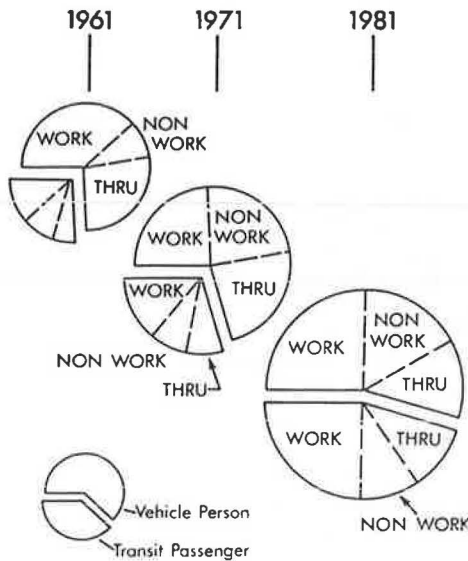 1961 1971 1981
WORK
NON
WORK
THRU
WORK
NON
WORK
THRU
WORK
NON WORK
THRU
WORK
NON
WORK
THRU
WORK
THRU
NON WORK
Vehicle Person
Transit Passenger